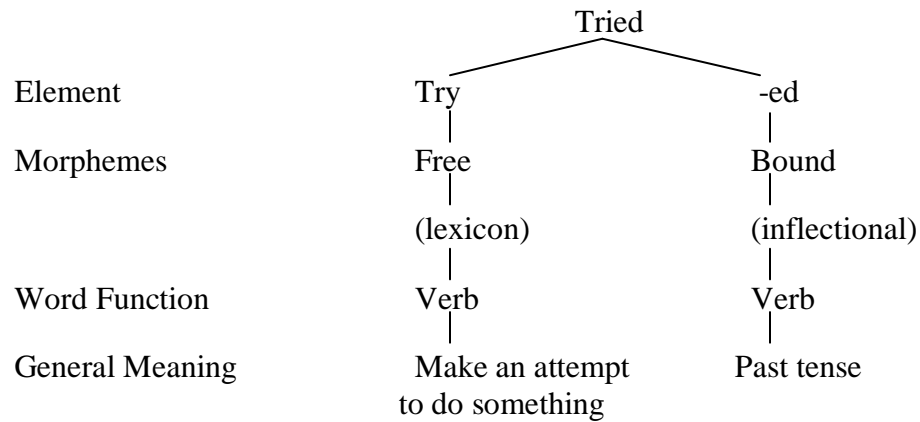 Tried
Element Try -ed
Morphemes Free Bound
(lexicon) (inflectional)
Word Function Verb Verb
General Meaning Make an attempt Past tense
to do something